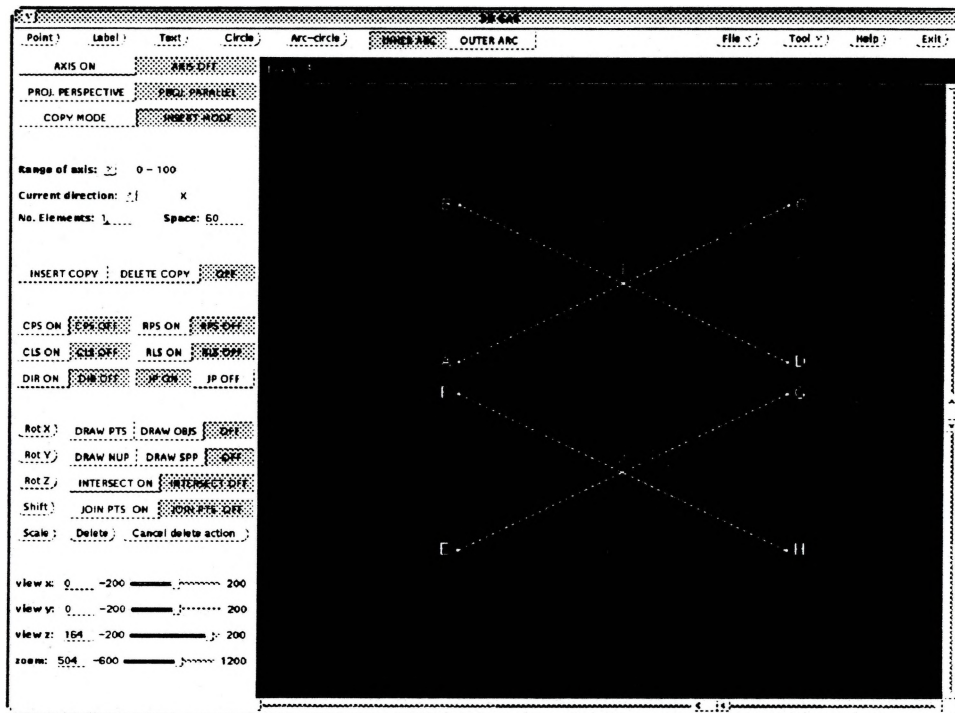 3D CAC
Point Label Text Circle Arc-circle INNER ARC OUTER ARC File Tool Help Exit
AXIS ON AXIS OFF
PROJ. PERSPECTIVE PROJ. PARALLEL
COPY MODE INSERT MODE
Range of axis: 0 - 100
Current direction: X
No. Elements: 1 Space: 60
INSERT COPY DELETE COPY OFF
CPS ON CPS OFF RPS ON RPS OFF
CLS ON CLS OFF RLS ON RLS OFF
DIR ON DIR OFF JP ON JP OFF
Rot X DRAW PTS DRAW OBJS OFF
Rot Y DRAW NUP DRAW SPP OFF
Rot Z INTERSECT ON INTERSECT OFF
Shift JOIN PTS ON JOIN PTS OFF
Scale Delete Cancel delete action
view x: 0 -200 200
view y: 0 -200 200
view z: 164 -200 200
zoom: 504 -600 1200
A D
G
E H